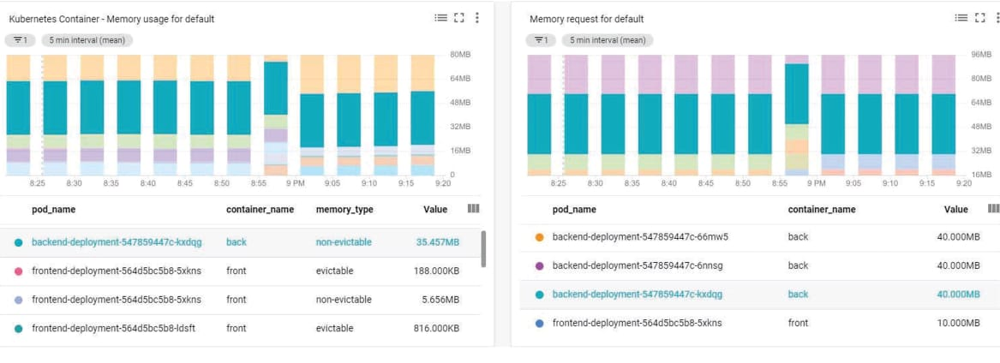 Kubernetes Container - Memory usage for default
1 5 min interval (mean)
80MB
64MB
48MB
32MB
16MB
0
8:25 8:30 8:35 8:40 8:45 8:50 8:55 9 PM 9:05 9:10 9:15 9:20
pod_name container_name memory_type Value
backend-deployment-547859447c-kxdqg back non-evictable 35.457MB
frontend-deployment-564d5bc5b8-5xkns front evictable 188.000KB
frontend-deployment-564d5bc5b8-5xkns front non-evictable 5.656MB
frontend-deployment-564d5bc5b8-ldsft front evictable 816.000KB
Memory request for default
1 5 min interval (mean)
96MB
80MB
64MB
48MB
32MB
16MB
8:25 8:30 8:35 8:40 8:45 8:50 8:55 9 PM 9:05 9:10 9:15 9:20
pod_name container_name Value
backend-deployment-547859447c-66mw5 back 40.000MB
backend-deployment-547859447c-6nnsg back 40.000MB
backend-deployment-547859447c-kxdqg back 40.000MB
frontend-deployment-564d5bc5b8-5xkns front 10.000MB